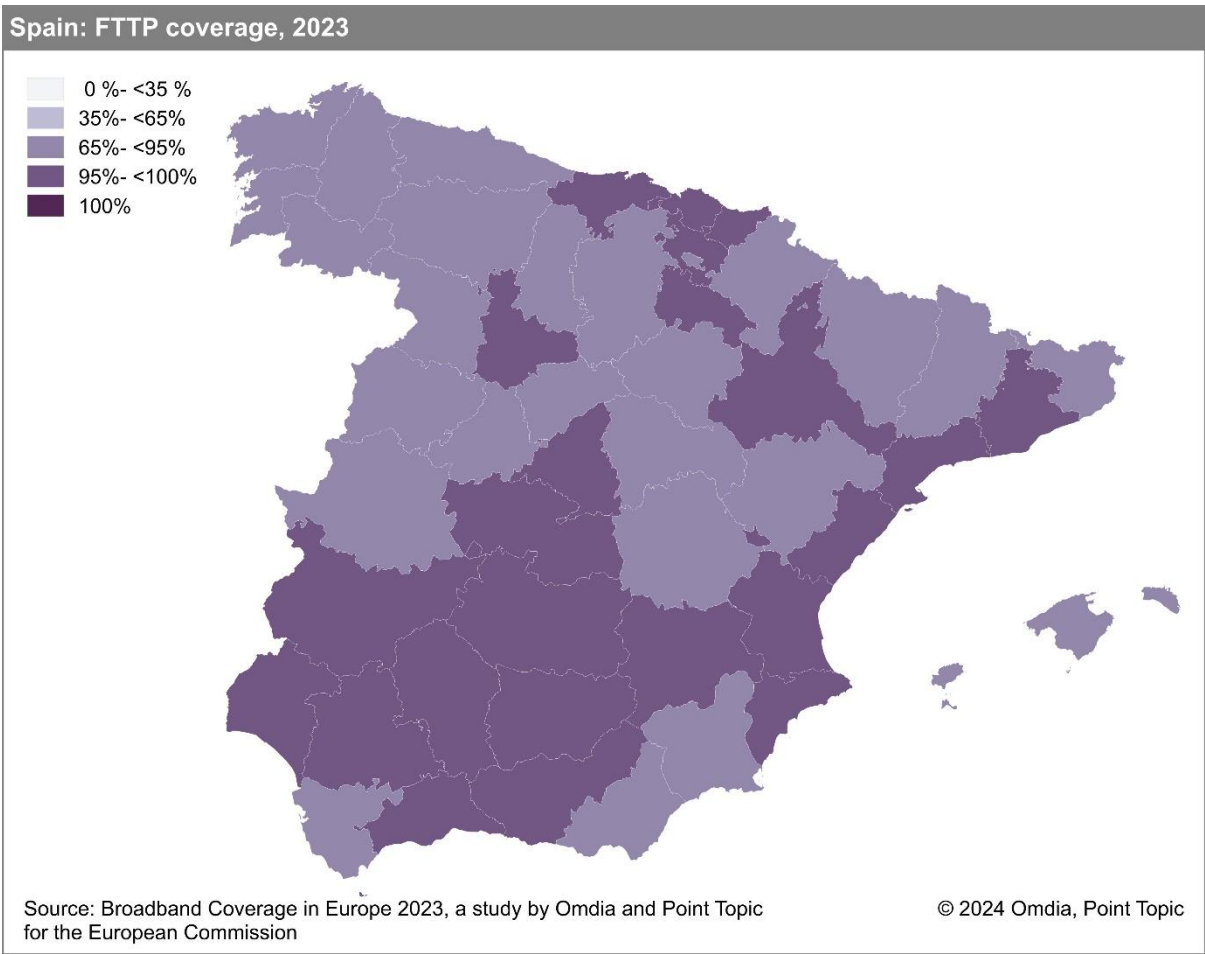 Spain: FTTP coverage, 2023
0 %- <35 %
35%- <65%
65%- <95%
95%- <100%
100%
Source: Broadband Coverage in Europe 2023, a study by Omdia and Point Topic
for the European Commission
© 2024 Omdia, Point Topic